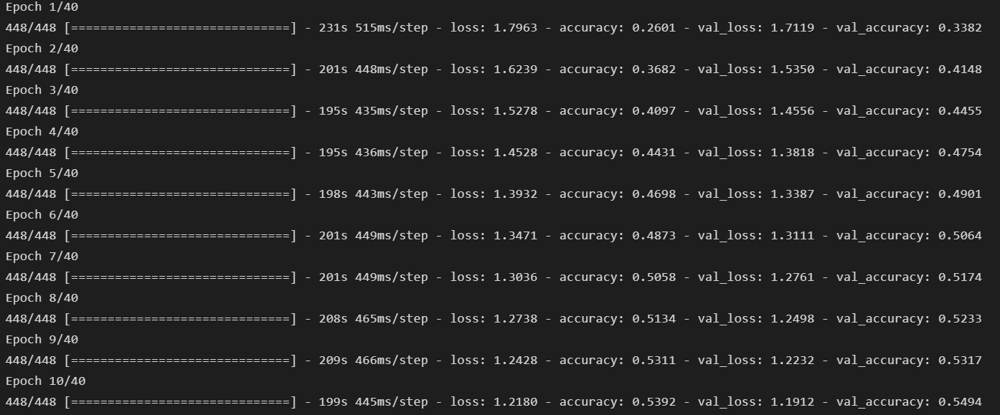 Epoch 1/40
448/448 [==============================] - 231s 515ms/step - loss: 1.7963 - accuracy: 0.2601 - val_loss: 1.7119 - val_accuracy: 0.3382
Epoch 2/40
448/448 [==============================] - 201s 448ms/step - loss: 1.6239 - accuracy: 0.3682 - val_loss: 1.5350 - val_accuracy: 0.4148
Epoch 3/40
448/448 [==============================] - 195s 435ms/step - loss: 1.5278 - accuracy: 0.4097 - val_loss: 1.4556 - val_accuracy: 0.4455
Epoch 4/40
448/448 [==============================] - 195s 436ms/step - loss: 1.4528 - accuracy: 0.4431 - val_loss: 1.3818 - val_accuracy: 0.4754
Epoch 5/40
448/448 [==============================] - 198s 443ms/step - loss: 1.3932 - accuracy: 0.4698 - val_loss: 1.3387 - val_accuracy: 0.4901
Epoch 6/40
448/448 [==============================] - 201s 449ms/step - loss: 1.3471 - accuracy: 0.4873 - val_loss: 1.3111 - val_accuracy: 0.5064
Epoch 7/40
448/448 [==============================] - 201s 449ms/step - loss: 1.3036 - accuracy: 0.5058 - val_loss: 1.2761 - val_accuracy: 0.5174
Epoch 8/40
448/448 [==============================] - 208s 465ms/step - loss: 1.2738 - accuracy: 0.5134 - val_loss: 1.2498 - val_accuracy: 0.5233
Epoch 9/40
448/448 [==============================] - 209s 466ms/step - loss: 1.2428 - accuracy: 0.5311 - val_loss: 1.2232 - val_accuracy: 0.5317
Epoch 10/40
448/448 [==============================] - 199s 445ms/step - loss: 1.2180 - accuracy: 0.5392 - val_loss: 1.1912 - val_accuracy: 0.5494